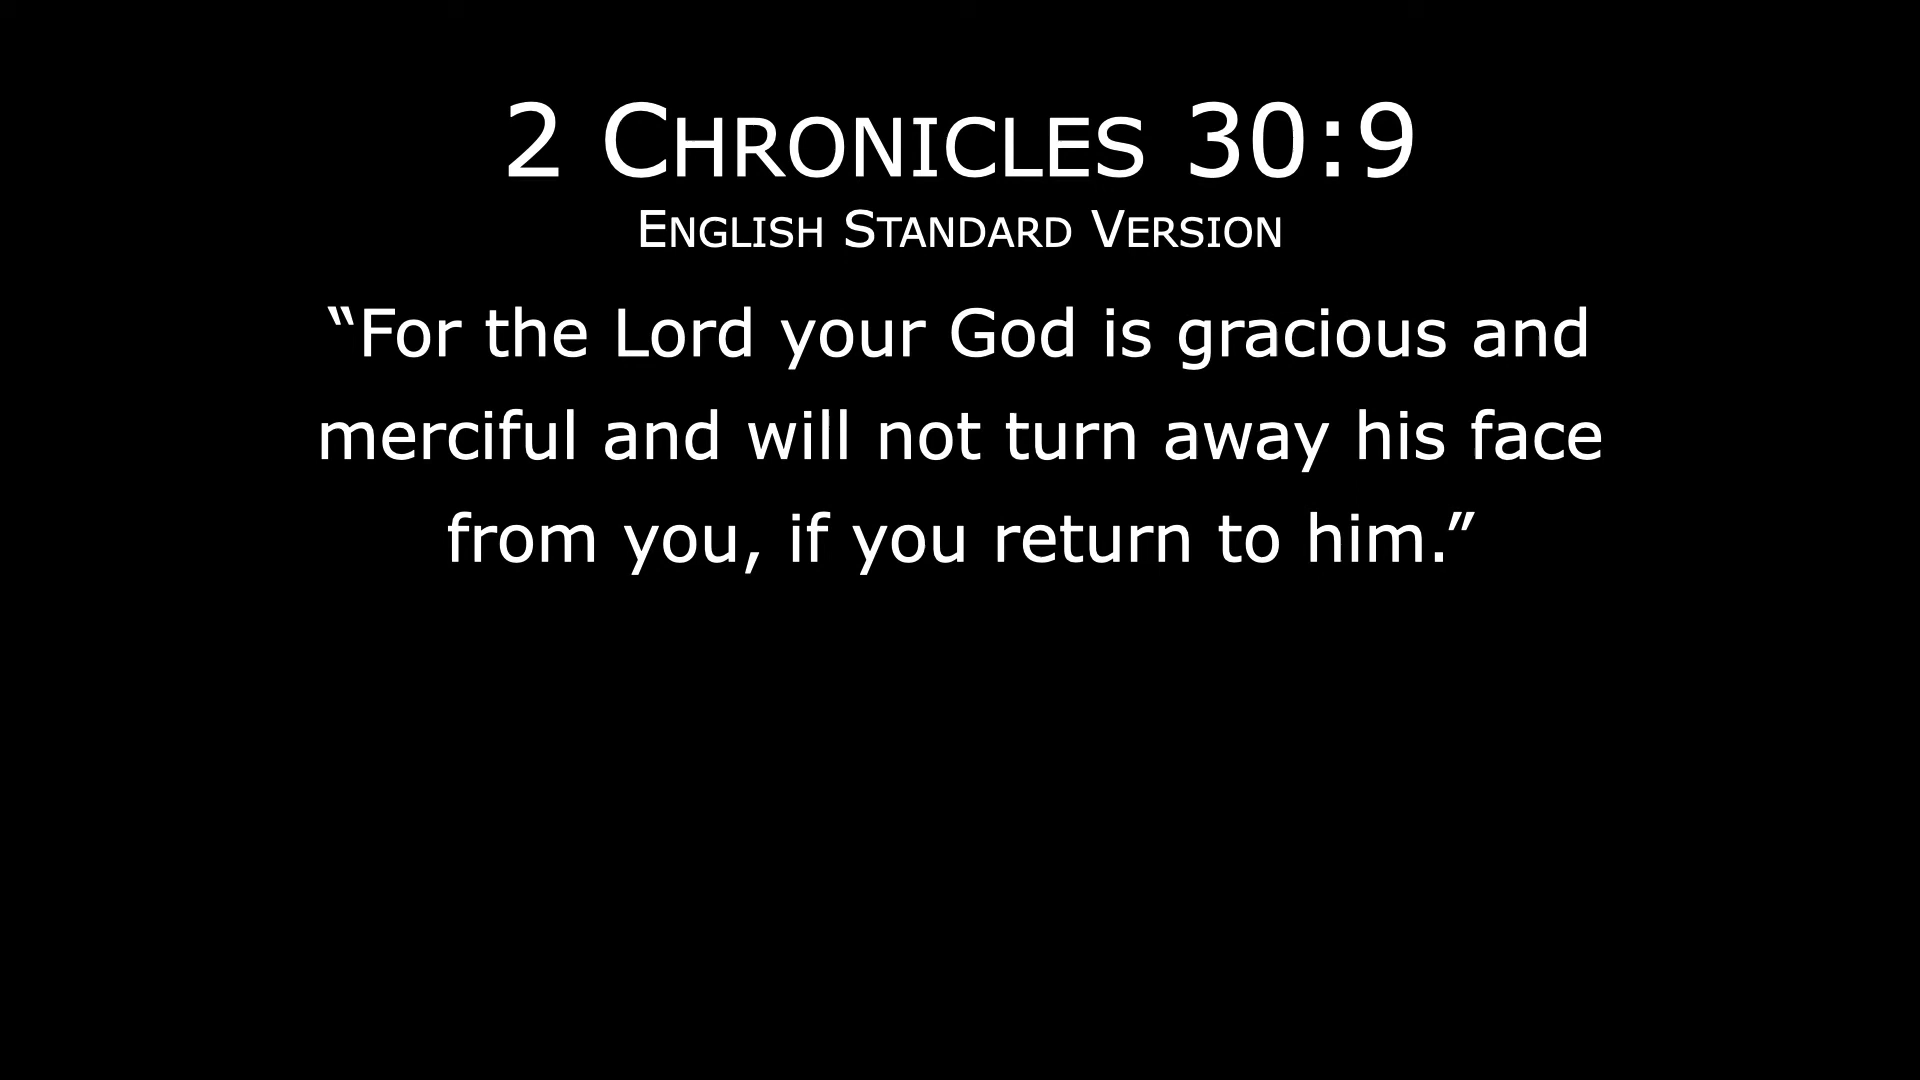 2 Chronicles 30:9
English Standard Version
“For the Lord your God is gracious and
merciful and will not turn away his face
from you, if you return to him.”